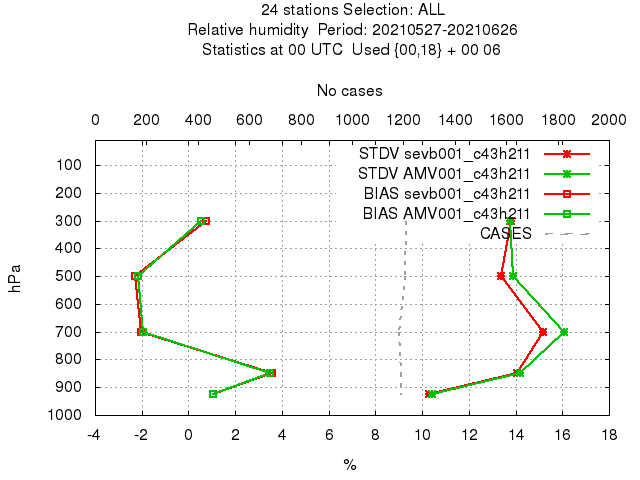 24 stations Selection: ALL
Relative humidity Period: 20210527-20210626
Statistics at 00 UTC Used {00,18} + 00 06
No cases
0 200 400 600 800 1000 1200 1400 1600 1800 2000
STDV sevb001_c43h211
STDV AMV001_c43h211
BIAS sevb001_c43h211
BIAS AMV001_c43h211
CASES
100
200
300
400
500
600
700
800
900
1000
hPa
-4 -2 0 2 4 6 8 10 12 14 16 18
%